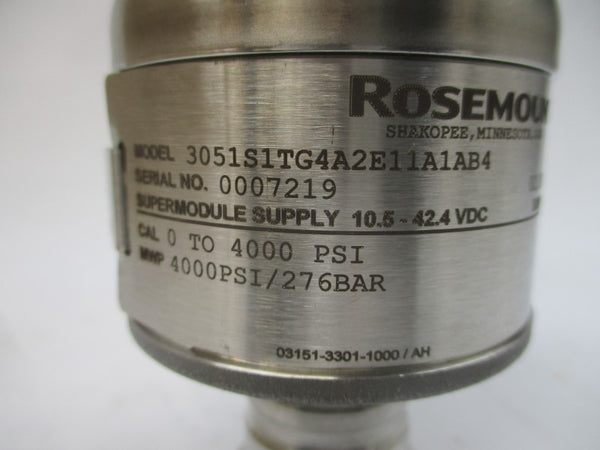 ROSEMOUN
SHAKOPEE, MINNESOTA
MODEL 3051S1TG4A2E11A1AB4
SERIAL NO. 0007219
SUPERMODULE SUPPLY 10.5 - 42.4 VDC
CAL 0 TO 4000 PSI
MWP 4000PSI/276BAR
03151-3301-1000 / AH